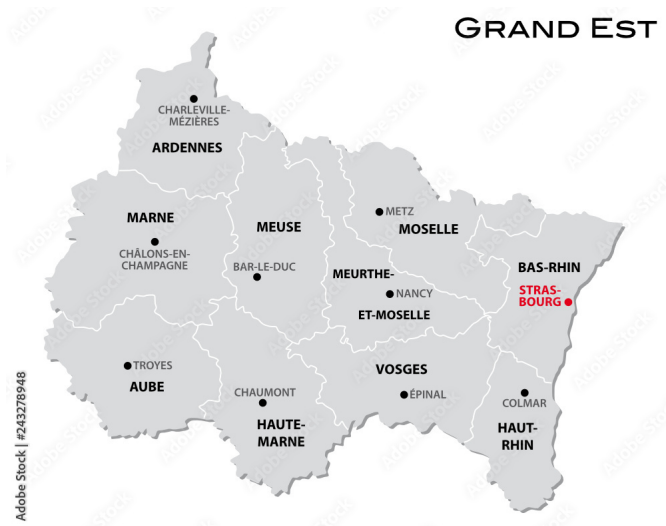 GRAND EST
CHARLEVILLE-
MÉZIÈRES
ARDENNES
MARNE
CHÂLONS-EN-
CHAMPAGNE
MEUSE
BAR-LE-DUC
METZ
MOSELLE
MEURTHE-
NANCY
ET-MOSELLE
BAS-RHIN
STRAS-
BOURG
TROYES
AUBE
CHAUMONT
HAUTE-
MARNE
VOSGES
ÉPINAL
COLMAR
HAUT-
RHIN
Adobe Stock | #243278948